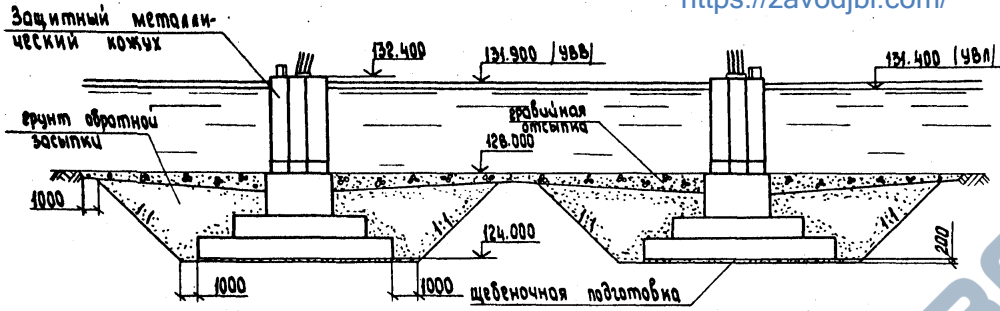 https://zavodjbi.com/
Защитный металли-
ческий кожух
132.400
131.900 /УВВ/
131.400 /УВЛ/
грунт обратной
засыпки
гравийная
отсыпка
128.000
1000
1:1
1:1
1:1
1:1
124.000
200
1000
1000
щебеночная подготовка